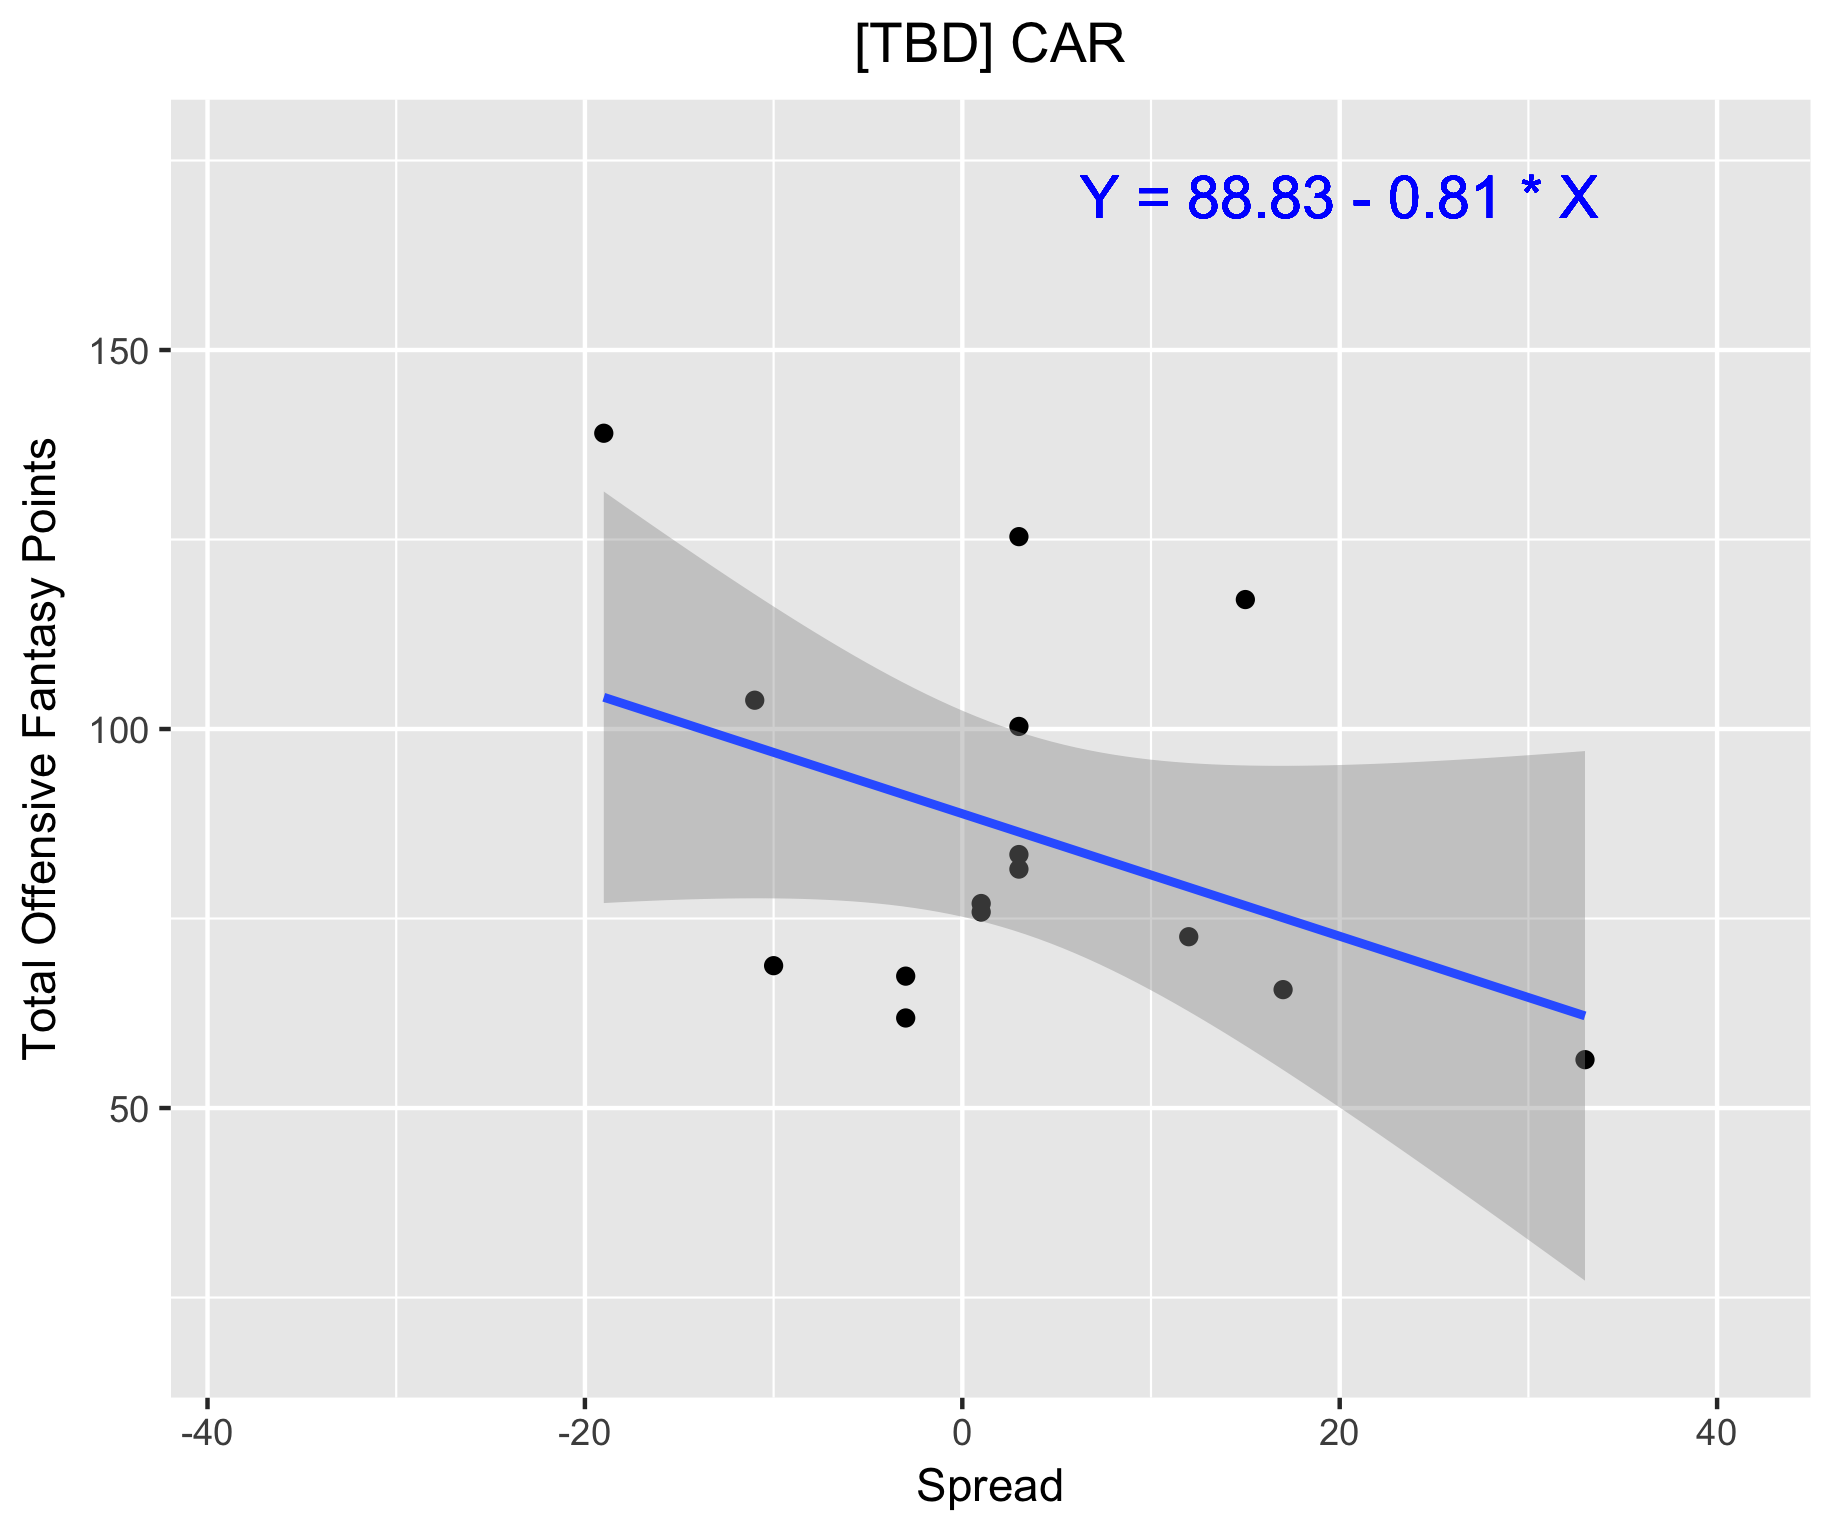 [TBD] CAR
Y = 88.83 - 0.81 * X
Total Offensive Fantasy Points
150
100
50
-40
-20
0
20
40
Spread